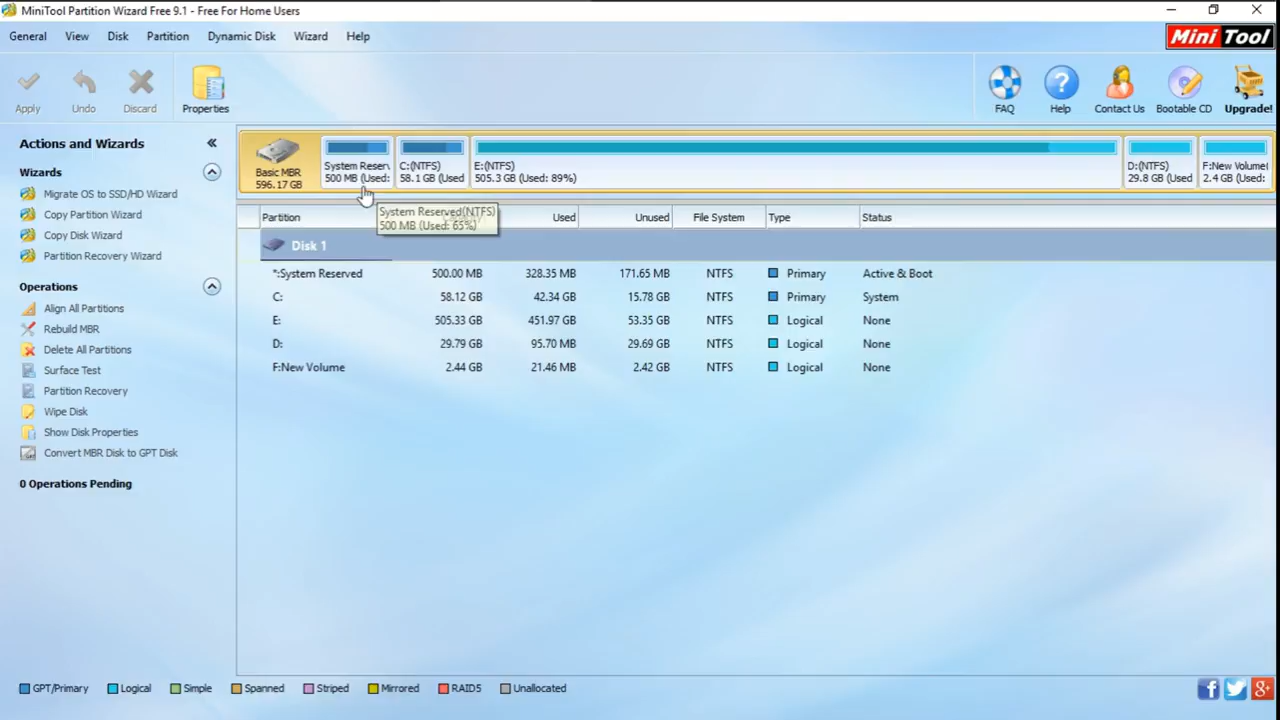 MiniTool Partition Wizard Free 9.1 - Free For Home Users
General View Disk Partition Dynamic Disk Wizard Help
Mini Tool
Apply Undo Discard Properties FAQ Help Contact Us Bootable CD Upgrade!
Actions and Wizards
Wizards
Migrate OS to SSD/HD Wizard
Copy Partition Wizard
Copy Disk Wizard
Partition Recovery Wizard
Operations
Align All Partitions
Rebuild MBR
Delete All Partitions
Surface Test
Partition Recovery
Wipe Disk
Show Disk Properties
Convert MBR Disk to GPT Disk
0 Operations Pending
Basic MBR
596.17 GB
System Reserv
500 MB (Used:
C:(NTFS)
58.1 GB (Used
E:(NTFS)
505.3 GB (Used: 89%)
D:(NTFS)
29.8 GB (Used
F:New Volume(
2.4 GB (Used:
System Reserved(NTFS)
500 MB (Used: 65%)
Partition Used Unused File System Type Status
Disk 1
*:System Reserved 500.00 MB 328.35 MB 171.65 MB NTFS Primary Active & Boot
C: 58.12 GB 42.34 GB 15.78 GB NTFS Primary System
E: 505.33 GB 451.97 GB 53.35 GB NTFS Logical None
D: 29.79 GB 95.70 MB 29.69 GB NTFS Logical None
F:New Volume 2.44 GB 21.46 MB 2.42 GB NTFS Logical None
GPT/Primary Logical Simple Spanned Striped Mirrored RAID5 Unallocated
f g+